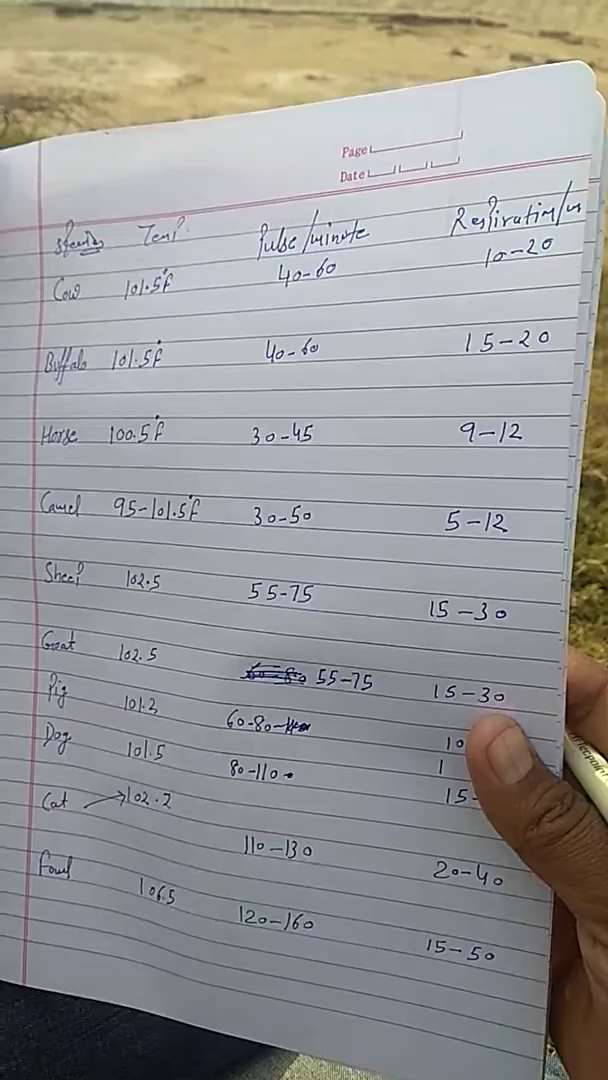 Page
Date
Species Temp. Pulse/minute Respiration/m
Cow 101.5°f 40-60 10-20
Buffalo 101.5°f 40-60 15-20
Horse 100.5°f 30-45 9-12
Camel 95-101.5°f 30-50 5-12
Sheep 102.5 55-75 15-30
Goat 102.5 55-75 15-30
Pig 101.2 60-80 10
Dog 101.5 80-110 15-
Cat →102.2 110-130 20-40
Fowl 106.5 120-160 15-50